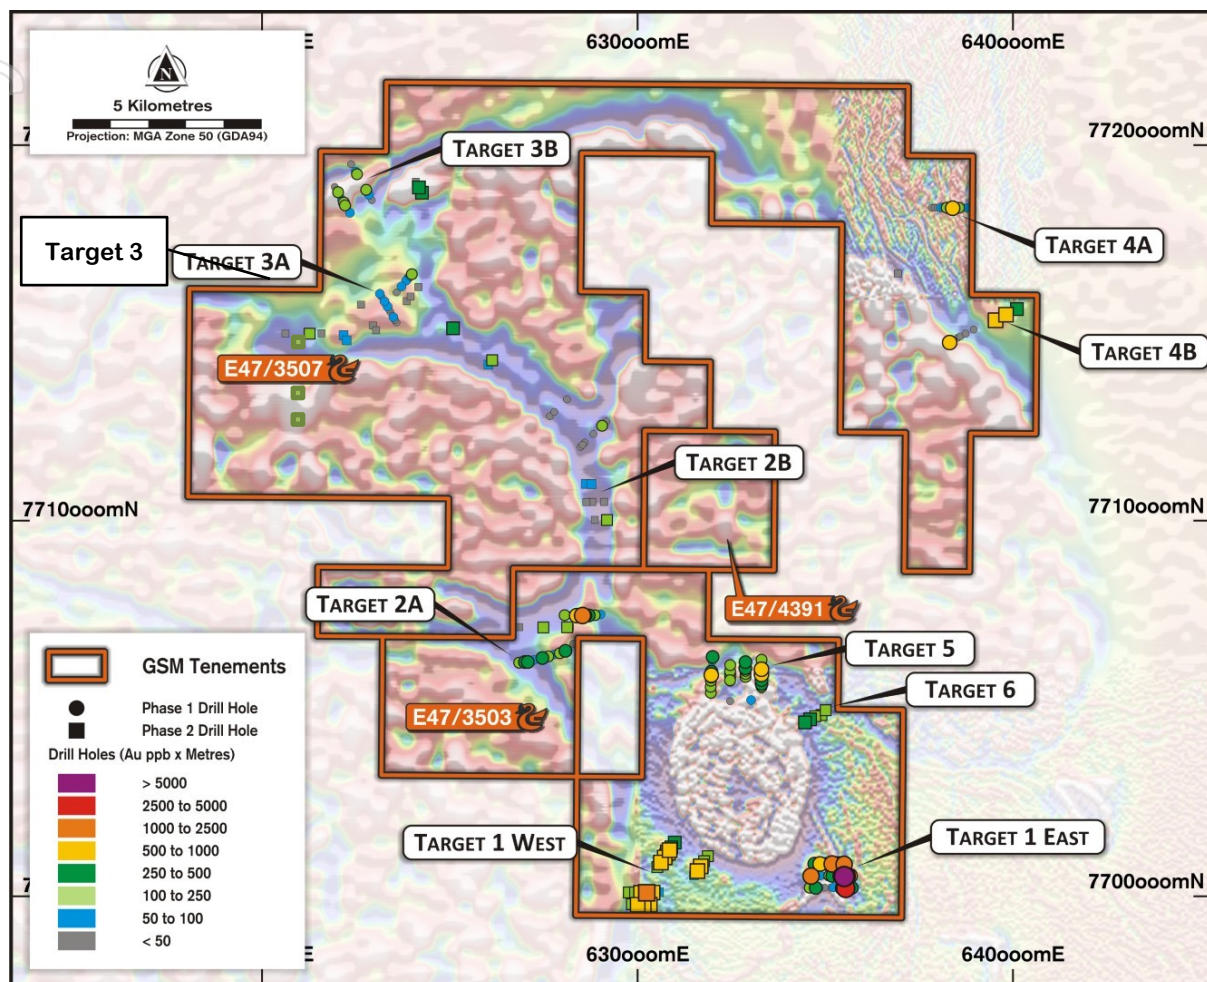 E
630000mE
640000mE
N
5 Kilometres
Projection: MGA Zone 50 (GDA94)
7
7720000mN
TARGET 3B
Target 3
TARGET 3A
TARGET 4A
TARGET 4B
E47/3507
TARGET 2B
7710000mN
7710000mN
TARGET 2A
E47/4391
TARGET 5
TARGET 6
E47/3503
GSM Tenements
Phase 1 Drill Hole
Phase 2 Drill Hole
Drill Holes (Au ppb x Metres)
> 5000
2500 to 5000
1000 to 2500
500 to 1000
250 to 500
100 to 250
50 to 100
< 50
TARGET 1 WEST
TARGET 1 EAST
7
7700000mN
E
630000mE
640000mE